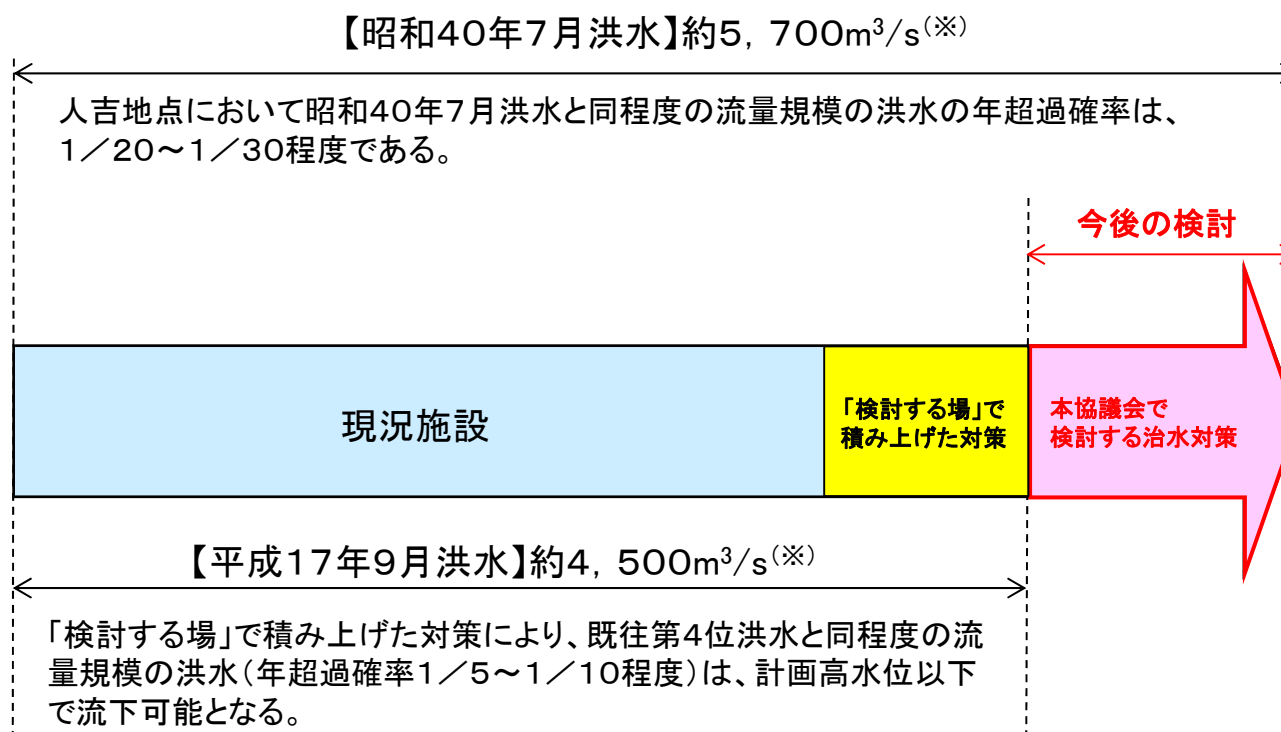 【昭和40年7月洪水】約5，700m³/s(※)
人吉地点において昭和40年7月洪水と同程度の流量規模の洪水の年超過確率は、
1／20～1／30程度である。
今後の検討
現況施設
「検討する場」で
積み上げた対策
本協議会で
検討する治水対策
【平成17年9月洪水】約4，500m³/s(※)
「検討する場」で積み上げた対策により、既往第4位洪水と同程度の流
量規模の洪水(年超過確率1／5～1／10程度)は、計画高水位以下
で流下可能となる。